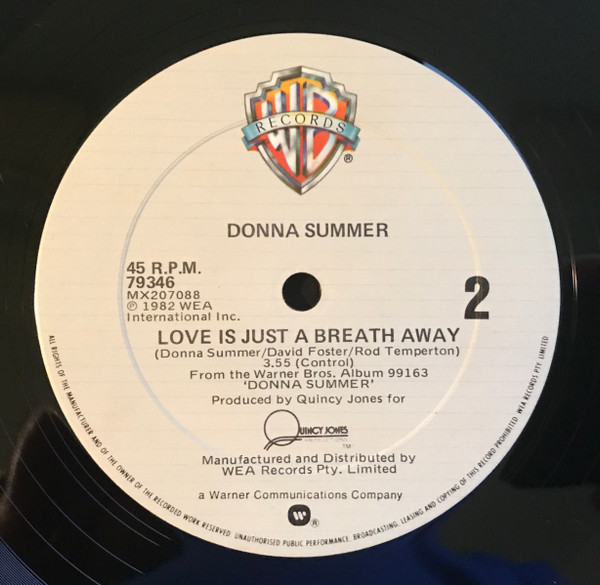 WB
RECORDS
®
DONNA SUMMER
45 R.P.M.
79346
MX207088
℗ 1982 WEA
International Inc.
2
LOVE IS JUST A BREATH AWAY
(Donna Summer/David Foster/Rod Temperton)
3.55 (Control)
From the Warner Bros. Album 99163
'DONNA SUMMER'
Produced by Quincy Jones for
QUINCY JONES
TM
Manufactured and Distributed by
WEA Records Pty. Limited
a Warner Communications Company
®
ALL RIGHTS OF THE MANUFACTURER AND OF THE OWNER OF THE RECORDED WORK RESERVED. UNAUTHORISED PUBLIC PERFORMANCE, BROADCASTING, LEASING AND COPYING OF THIS RECORD PROHIBITED. WEA RECORDS PTY. LIMITED